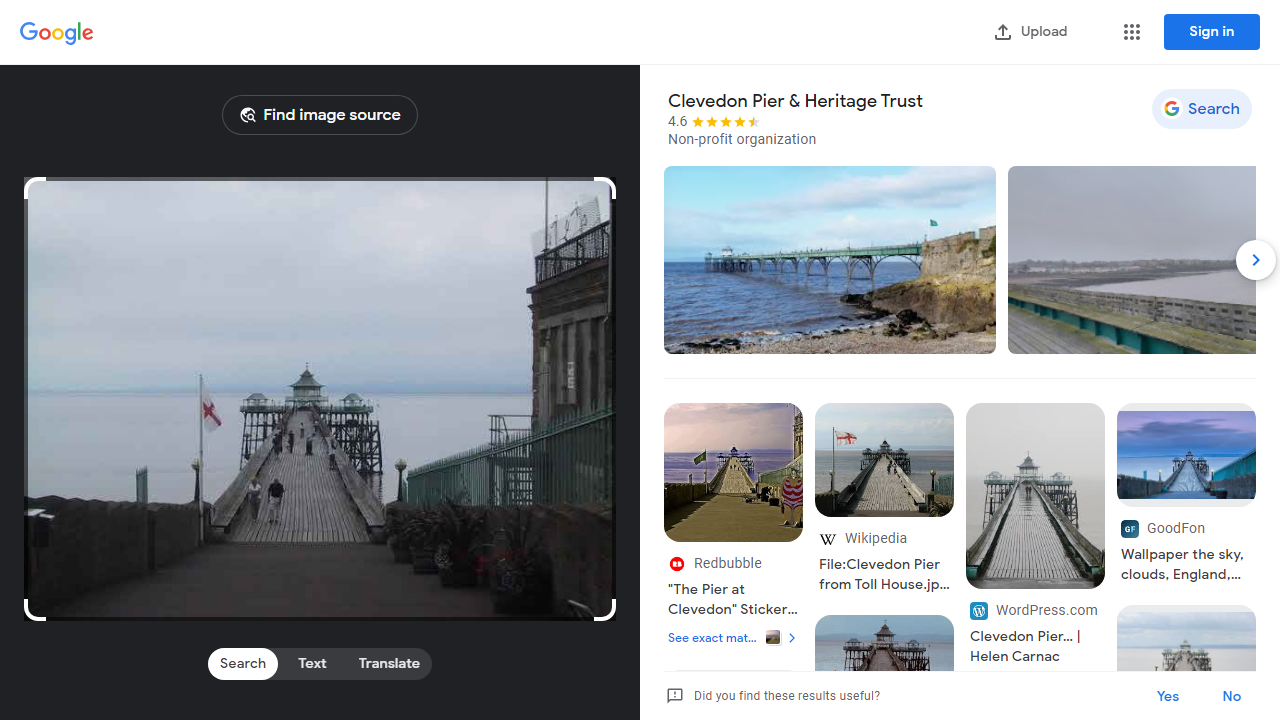 Google
Upload
Sign in
Find image source
Clevedon Pier & Heritage Trust
4.6
Non-profit organization
Search
Redbubble
"The Pier at
Clevedon" Sticker...
See exact mat...
Wikipedia
File:Clevedon Pier
from Toll House.jp...
WordPress.com
Clevedon Pier... |
Helen Carnac
GF GoodFon
Wallpaper the sky,
clouds, England,...
Search
Text
Translate
Did you find these results useful?
Yes
No